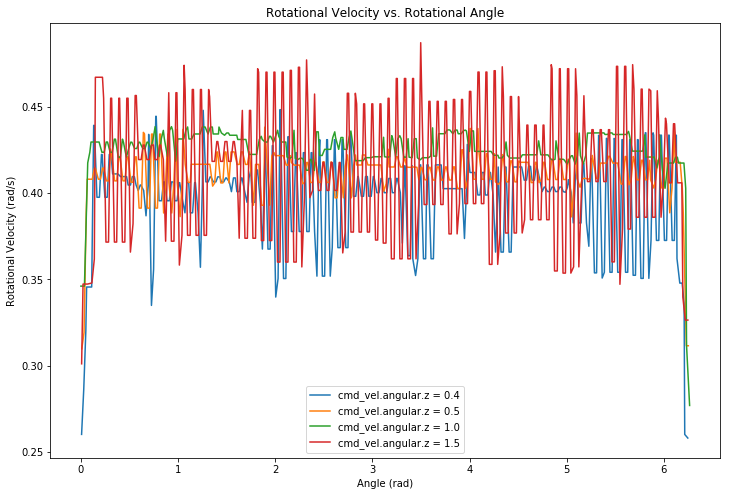 Rotational Velocity vs. Rotational Angle
Rotational Velocity (rad/s)
0.45
0.40
0.35
0.30
0.25
cmd_vel.angular.z = 0.4
cmd_vel.angular.z = 0.5
cmd_vel.angular.z = 1.0
cmd_vel.angular.z = 1.5
0 1 2 3 4 5 6
Angle (rad)